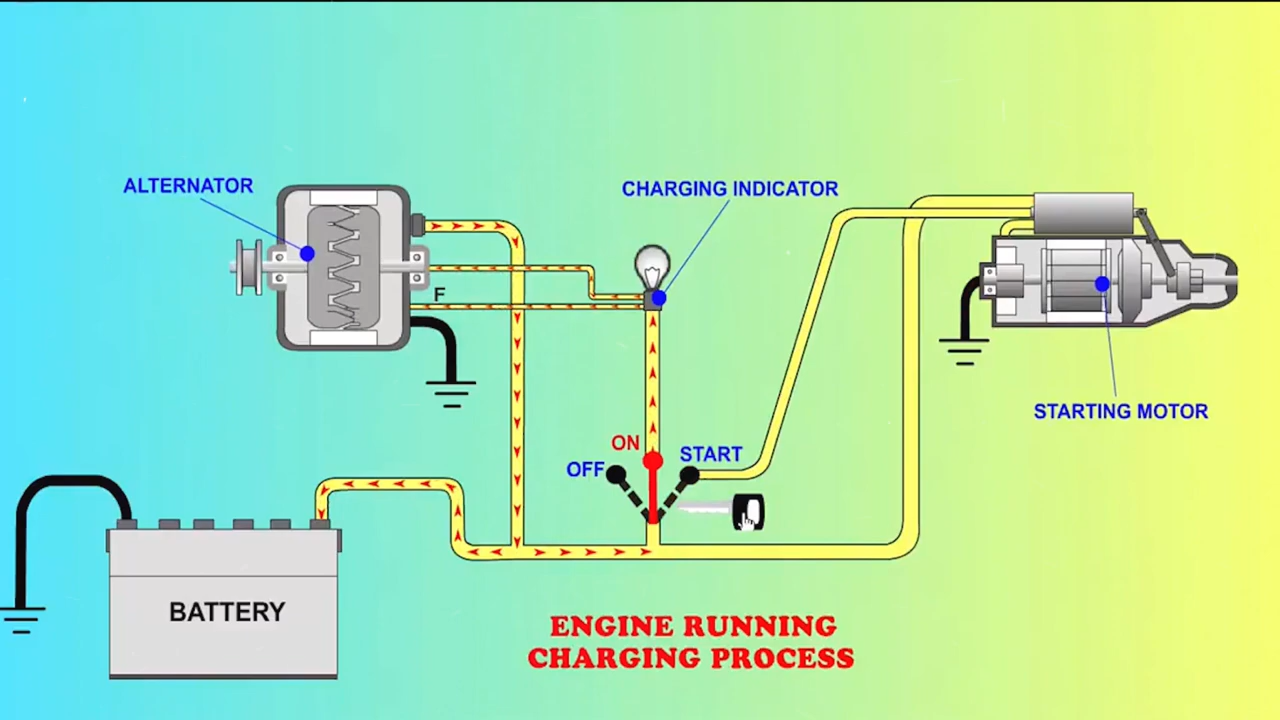 ALTERNATOR
CHARGING INDICATOR
F
STARTING MOTOR
ON
OFF
START
BATTERY
ENGINE RUNNING
CHARGING PROCESS